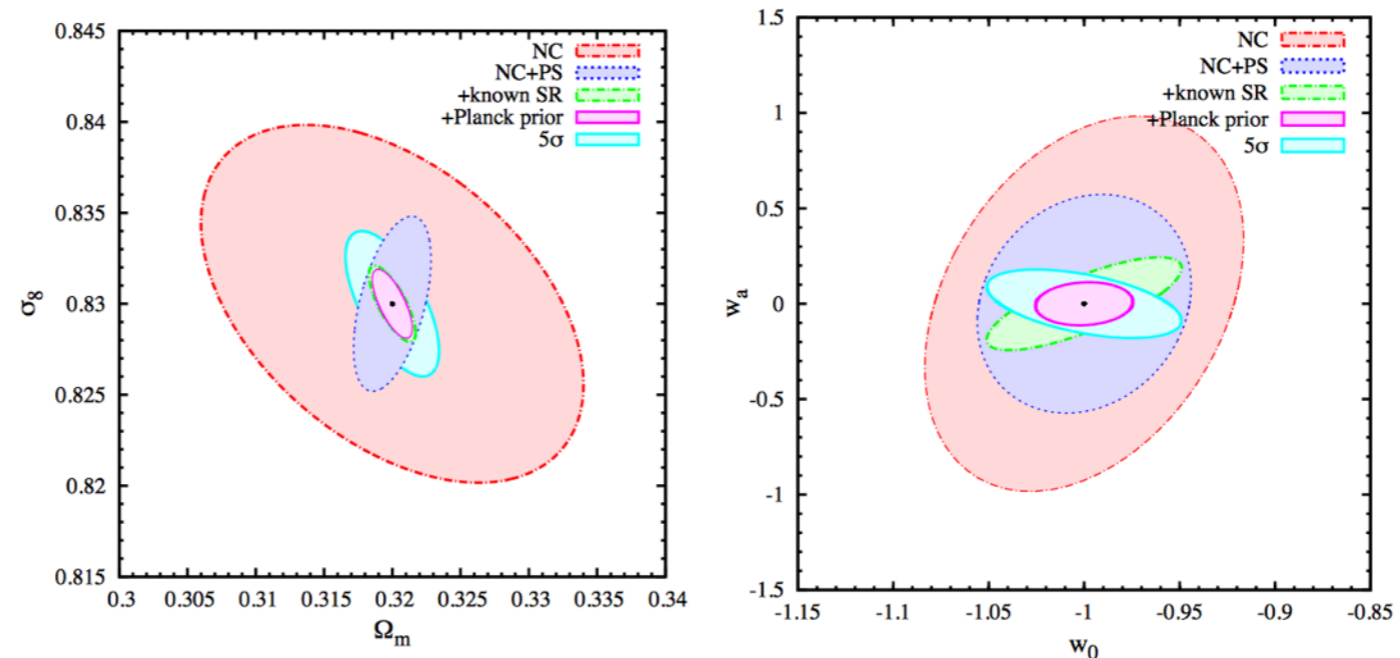 0.845
0.84
0.835
0.83
0.825
0.82
0.815
σ₈
0.3 0.305 0.31 0.315 0.32 0.325 0.33 0.335 0.34
Ωₘ
NC
NC+PS
+known SR
+Planck prior
5σ
1.5
1
0.5
0
-0.5
-1
-1.5
wₐ
-1.15 -1.1 -1.05 -1 -0.95 -0.9 -0.85
w₀
NC
NC+PS
+known SR
+Planck prior
5σ